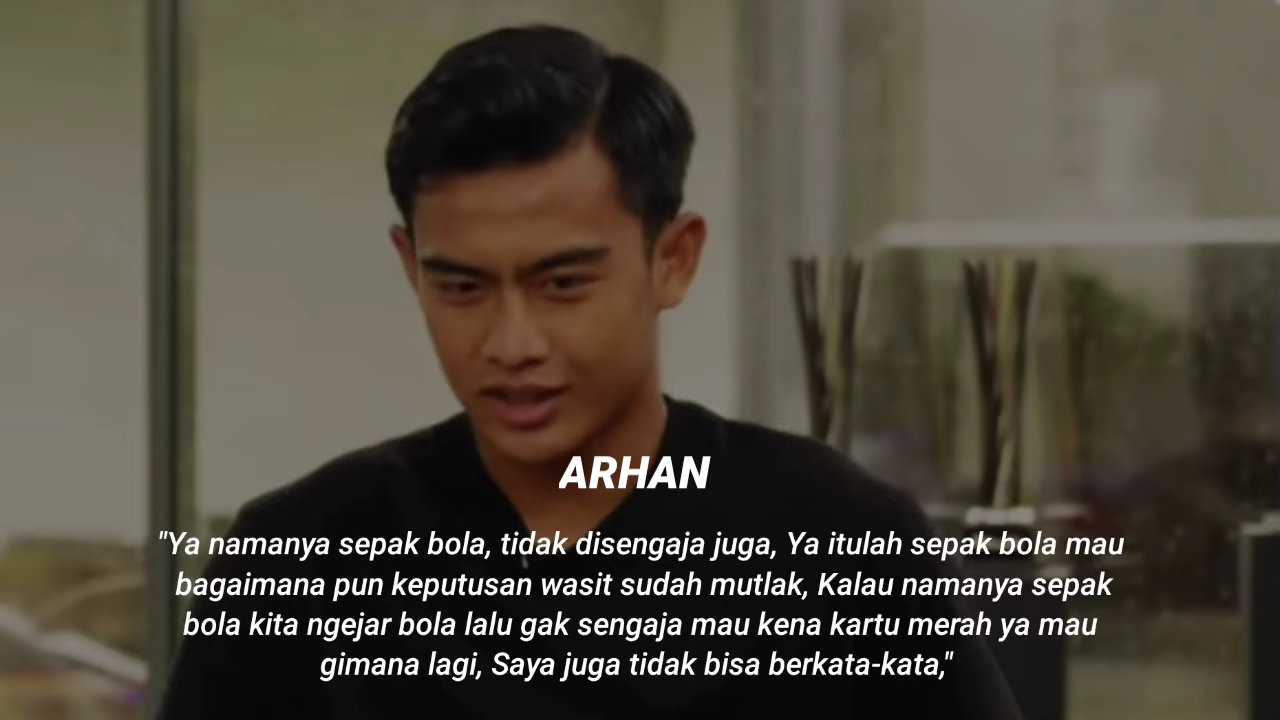 ARHAN
"Ya namanya sepak bola, tidak disengaja juga, Ya itulah sepak bola mau
bagaimana pun keputusan wasit sudah mutlak, Kalau namanya sepak
bola kita ngejar bola lalu gak sengaja mau kena kartu merah ya mau
gimana lagi, Saya juga tidak bisa berkata-kata,"